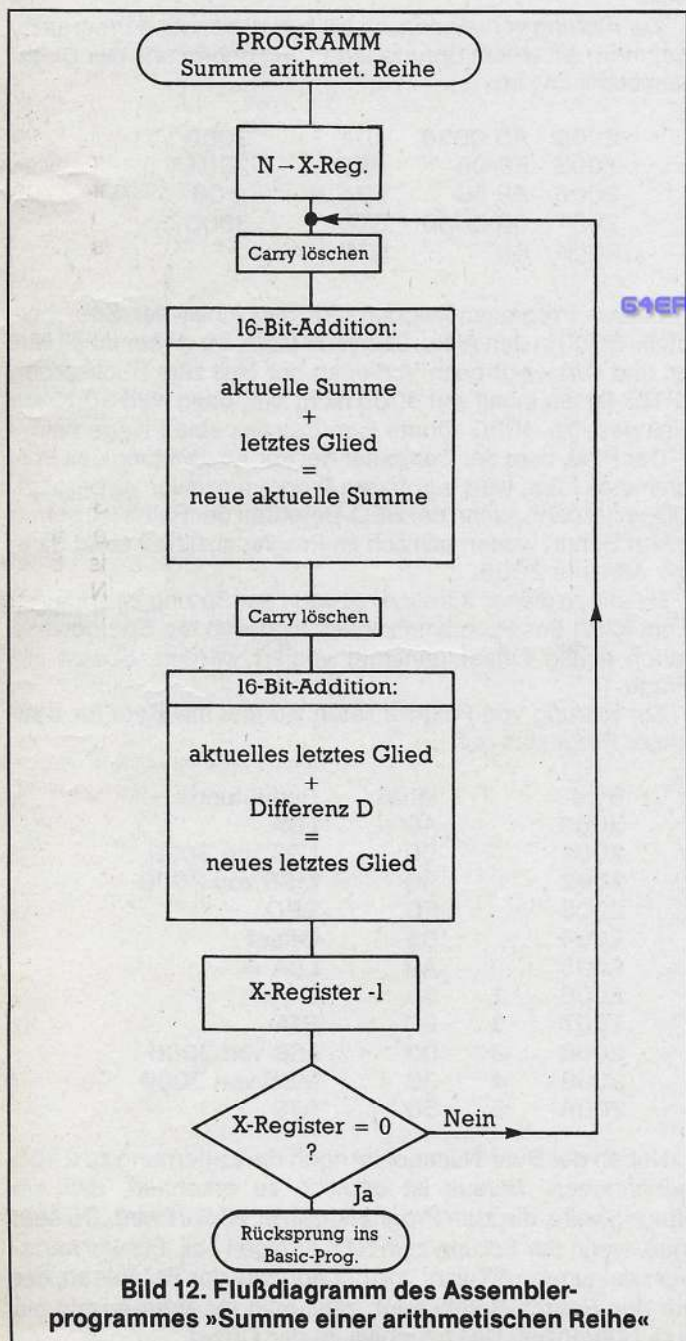 PROGRAMM
Summe arithmet. Reihe
N→X-Reg.
Carry löschen
16-Bit-Addition:
aktuelle Summe
+
letztes Glied
=
neue aktuelle Summe
Carry löschen
16-Bit-Addition:
aktuelles letztes Glied
+
Differenz D
=
neues letztes Glied
X-Register -1
X-Register = 0
?
Nein
Ja
Rücksprung ins
Basic-Prog.
Bild 12. Flußdiagramm des Assembler-
programmes »Summe einer arithmetischen Reihe«
64ER